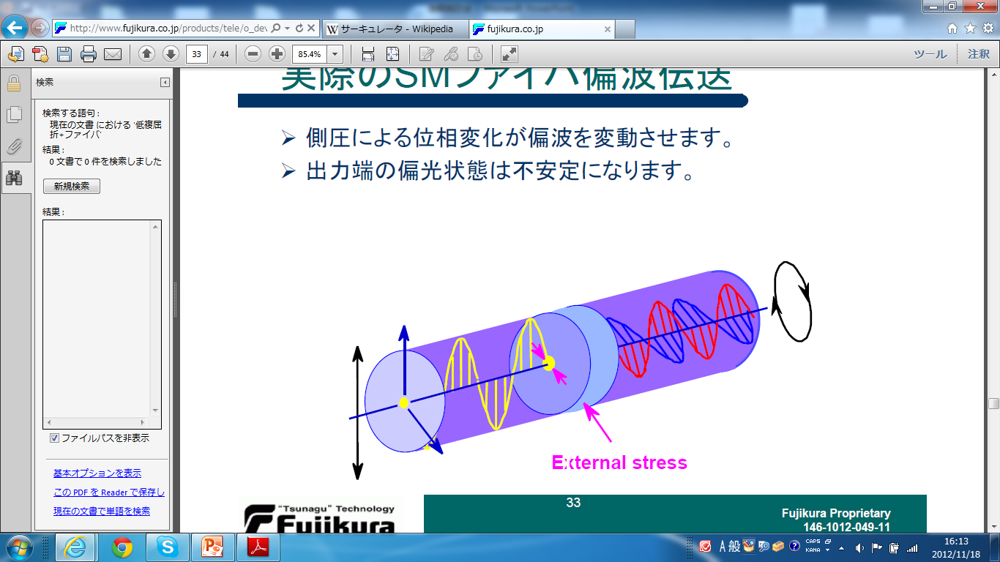 http://www.fujikura.co.jp/products/tele/o_dev
サーキュレータ - Wikipedia
fujikura.co.jp
33 / 44
85.4%
ツール
注釈
検索
検索する語句 :
現在の文書 における '低複屈
折+ファイバ'
結果 :
0 文書で 0 件を検索しました
新規検索
結果 :
ファイルパスを非表示
基本オプションを表示
この PDF を Reader で保存し
現在の文書で単語を検索
実際のSMファイバ偏波伝送
側圧による位相変化が偏波を変動させます。
出力端の偏光状態は不安定になります。
External stress
"Tsunagu" Technology
Fujikura
33
Fujikura Proprietary
146-1012-049-11
A 般
CAPS
KANA
16:13
2012/11/18